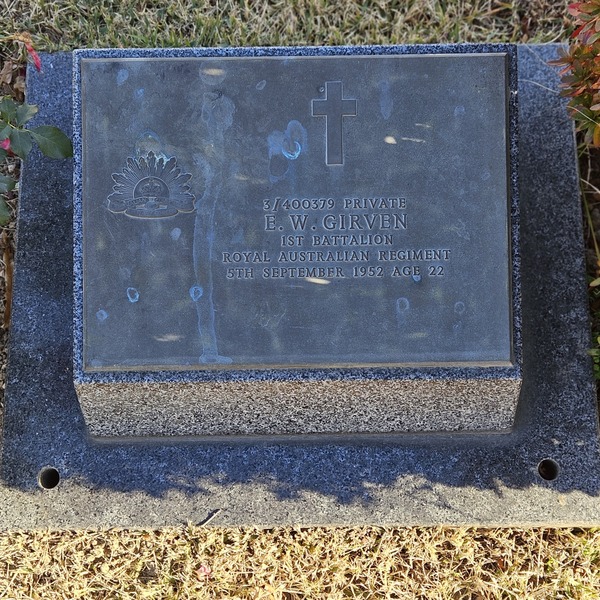 3/400379 PRIVATE
E. W. GIRVEN
1ST BATTALION
ROYAL AUSTRALIAN REGIMENT
5TH SEPTEMBER 1952 AGE 22